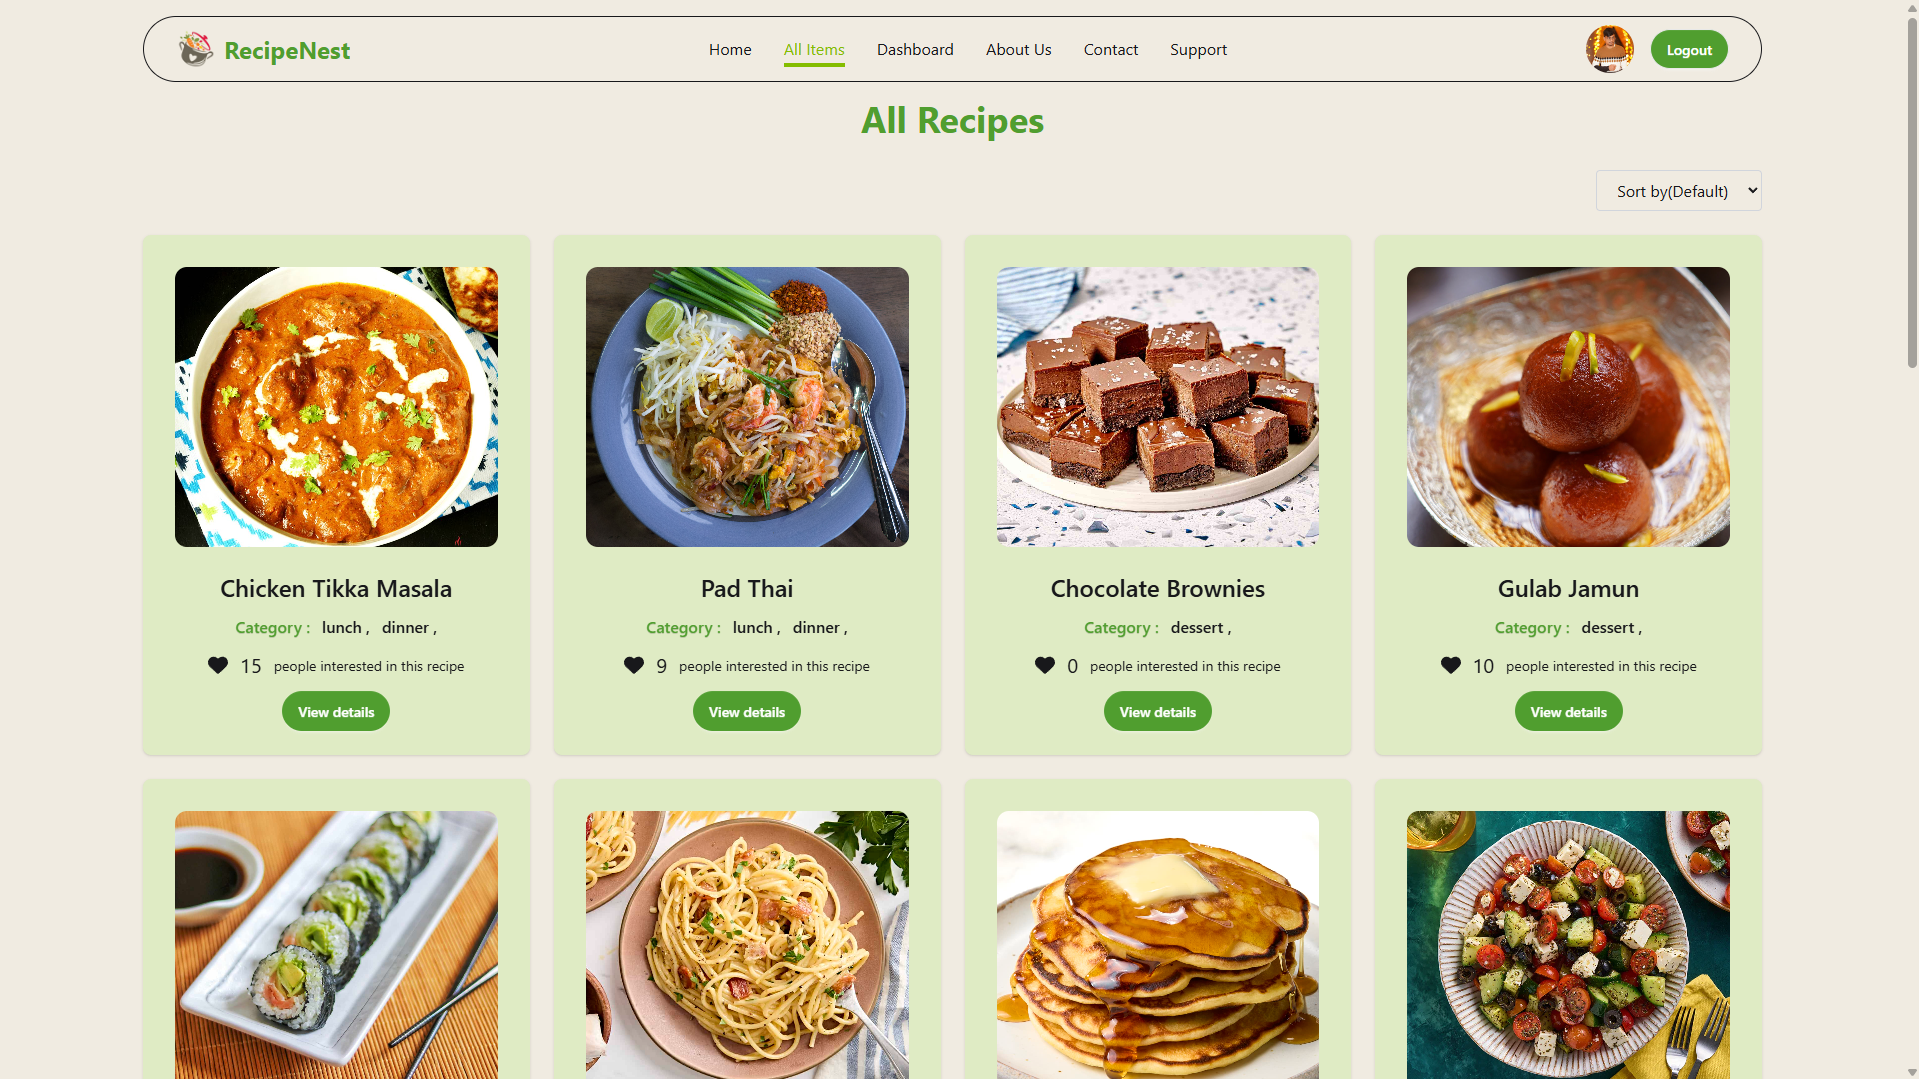 RecipeNest
Home All Items Dashboard About Us Contact Support
Logout
All Recipes
Sort by(Default)
Chicken Tikka Masala
Category : lunch , dinner ,
15 people interested in this recipe
View details
Pad Thai
Category : lunch , dinner ,
9 people interested in this recipe
View details
Chocolate Brownies
Category : dessert ,
0 people interested in this recipe
View details
Gulab Jamun
Category : dessert ,
10 people interested in this recipe
View details